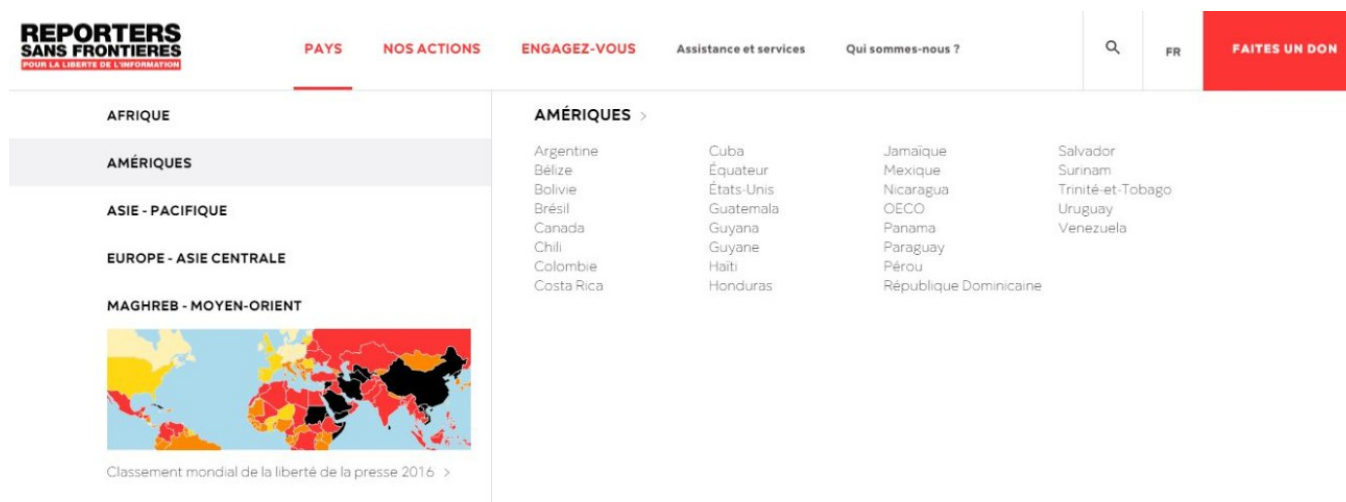 REPORTERS
SANS FRONTIERES
POUR LA LIBERTE DE L'INFORMATION
PAYS
NOS ACTIONS
ENGAGEZ-VOUS
Assistance et services
Qui sommes-nous ?
FR
FAITES UN DON
AFRIQUE
AMÉRIQUES
ASIE - PACIFIQUE
EUROPE - ASIE CENTRALE
MAGHREB - MOYEN-ORIENT
Classement mondial de la liberté de la presse 2016 >
AMÉRIQUES >
Argentine
Bélize
Bolivie
Brésil
Canada
Chili
Colombie
Costa Rica
Cuba
Équateur
États-Unis
Guatemala
Guyana
Guyane
Haïti
Honduras
Jamaïque
Mexique
Nicaragua
OECO
Panama
Paraguay
Pérou
République Dominicaine
Salvador
Surinam
Trinité-et-Tobago
Uruguay
Venezuela